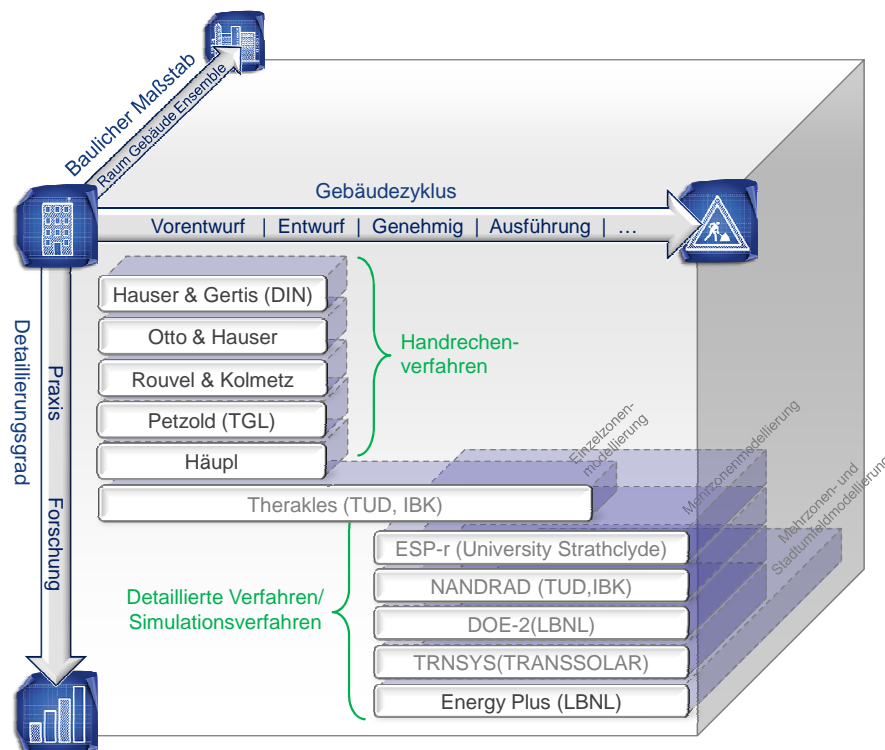 Baulicher Maßstab
Raum Gebäude Ensemble
Gebäudezyklus
Vorentwurf | Entwurf | Genehmig | Ausführung | …
Detaillierungsgrad
Praxis
Forschung
Hauser & Gertis (DIN)
Otto & Hauser
Rouvel & Kolmetz
Petzold (TGL)
Häupl
Handrechen-
verfahren
Einzelzonen-
modellierung
Mehrzonenmodellierung
Mehrzonen- und
Stadtumfeldmodellierung
Therakles (TUD, IBK)
Detaillierte Verfahren/
Simulationsverfahren
ESP-r (University Strathclyde)
NANDRAD (TUD,IBK)
DOE-2(LBNL)
TRNSYS(TRANSSOLAR)
Energy Plus (LBNL)